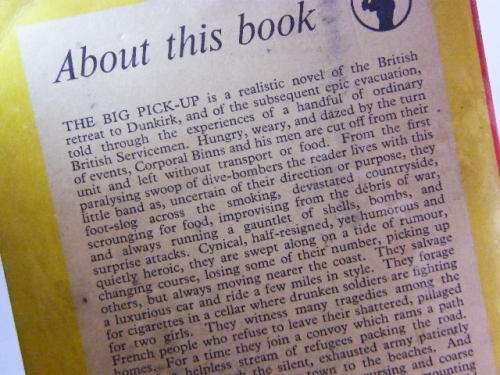 About this book
THE BIG PICK-UP is a realistic novel of the British
retreat to Dunkirk, and of the subsequent epic evacuation,
told through the experiences of a handful of ordinary
British Servicemen. Hungry, weary, and dazed by the turn
of events, Corporal Binns and his men are cut off from their
unit and left without transport or food. From the first
paralysing swoop of dive-bombers the reader lives with this
little band as, uncertain of their direction or purpose, they
foot-slog across the smoking, devastated countryside,
scrounging for food, improvising from the débris of war,
and always running a gauntlet of shells, bombs, and
surprise attacks. Cynical, half-resigned, yet humorous and
quietly heroic, they are swept along on a tide of rumour,
changing course, losing some of their number, picking up
others, but always moving nearer the coast. They salvage
a luxurious car and ride a few miles in style. They forage
for cigarettes in a cellar where drunken soldiers are fighting
for two girls. They witness many tragedies among the
French people who refuse to leave their shattered, pillaged
homes. For a time they join a convoy which rams a path
helpless stream of refugees packing the road.
the silent, exhausted army patiently
town to the beaches. And
cursing and coarse
mounting